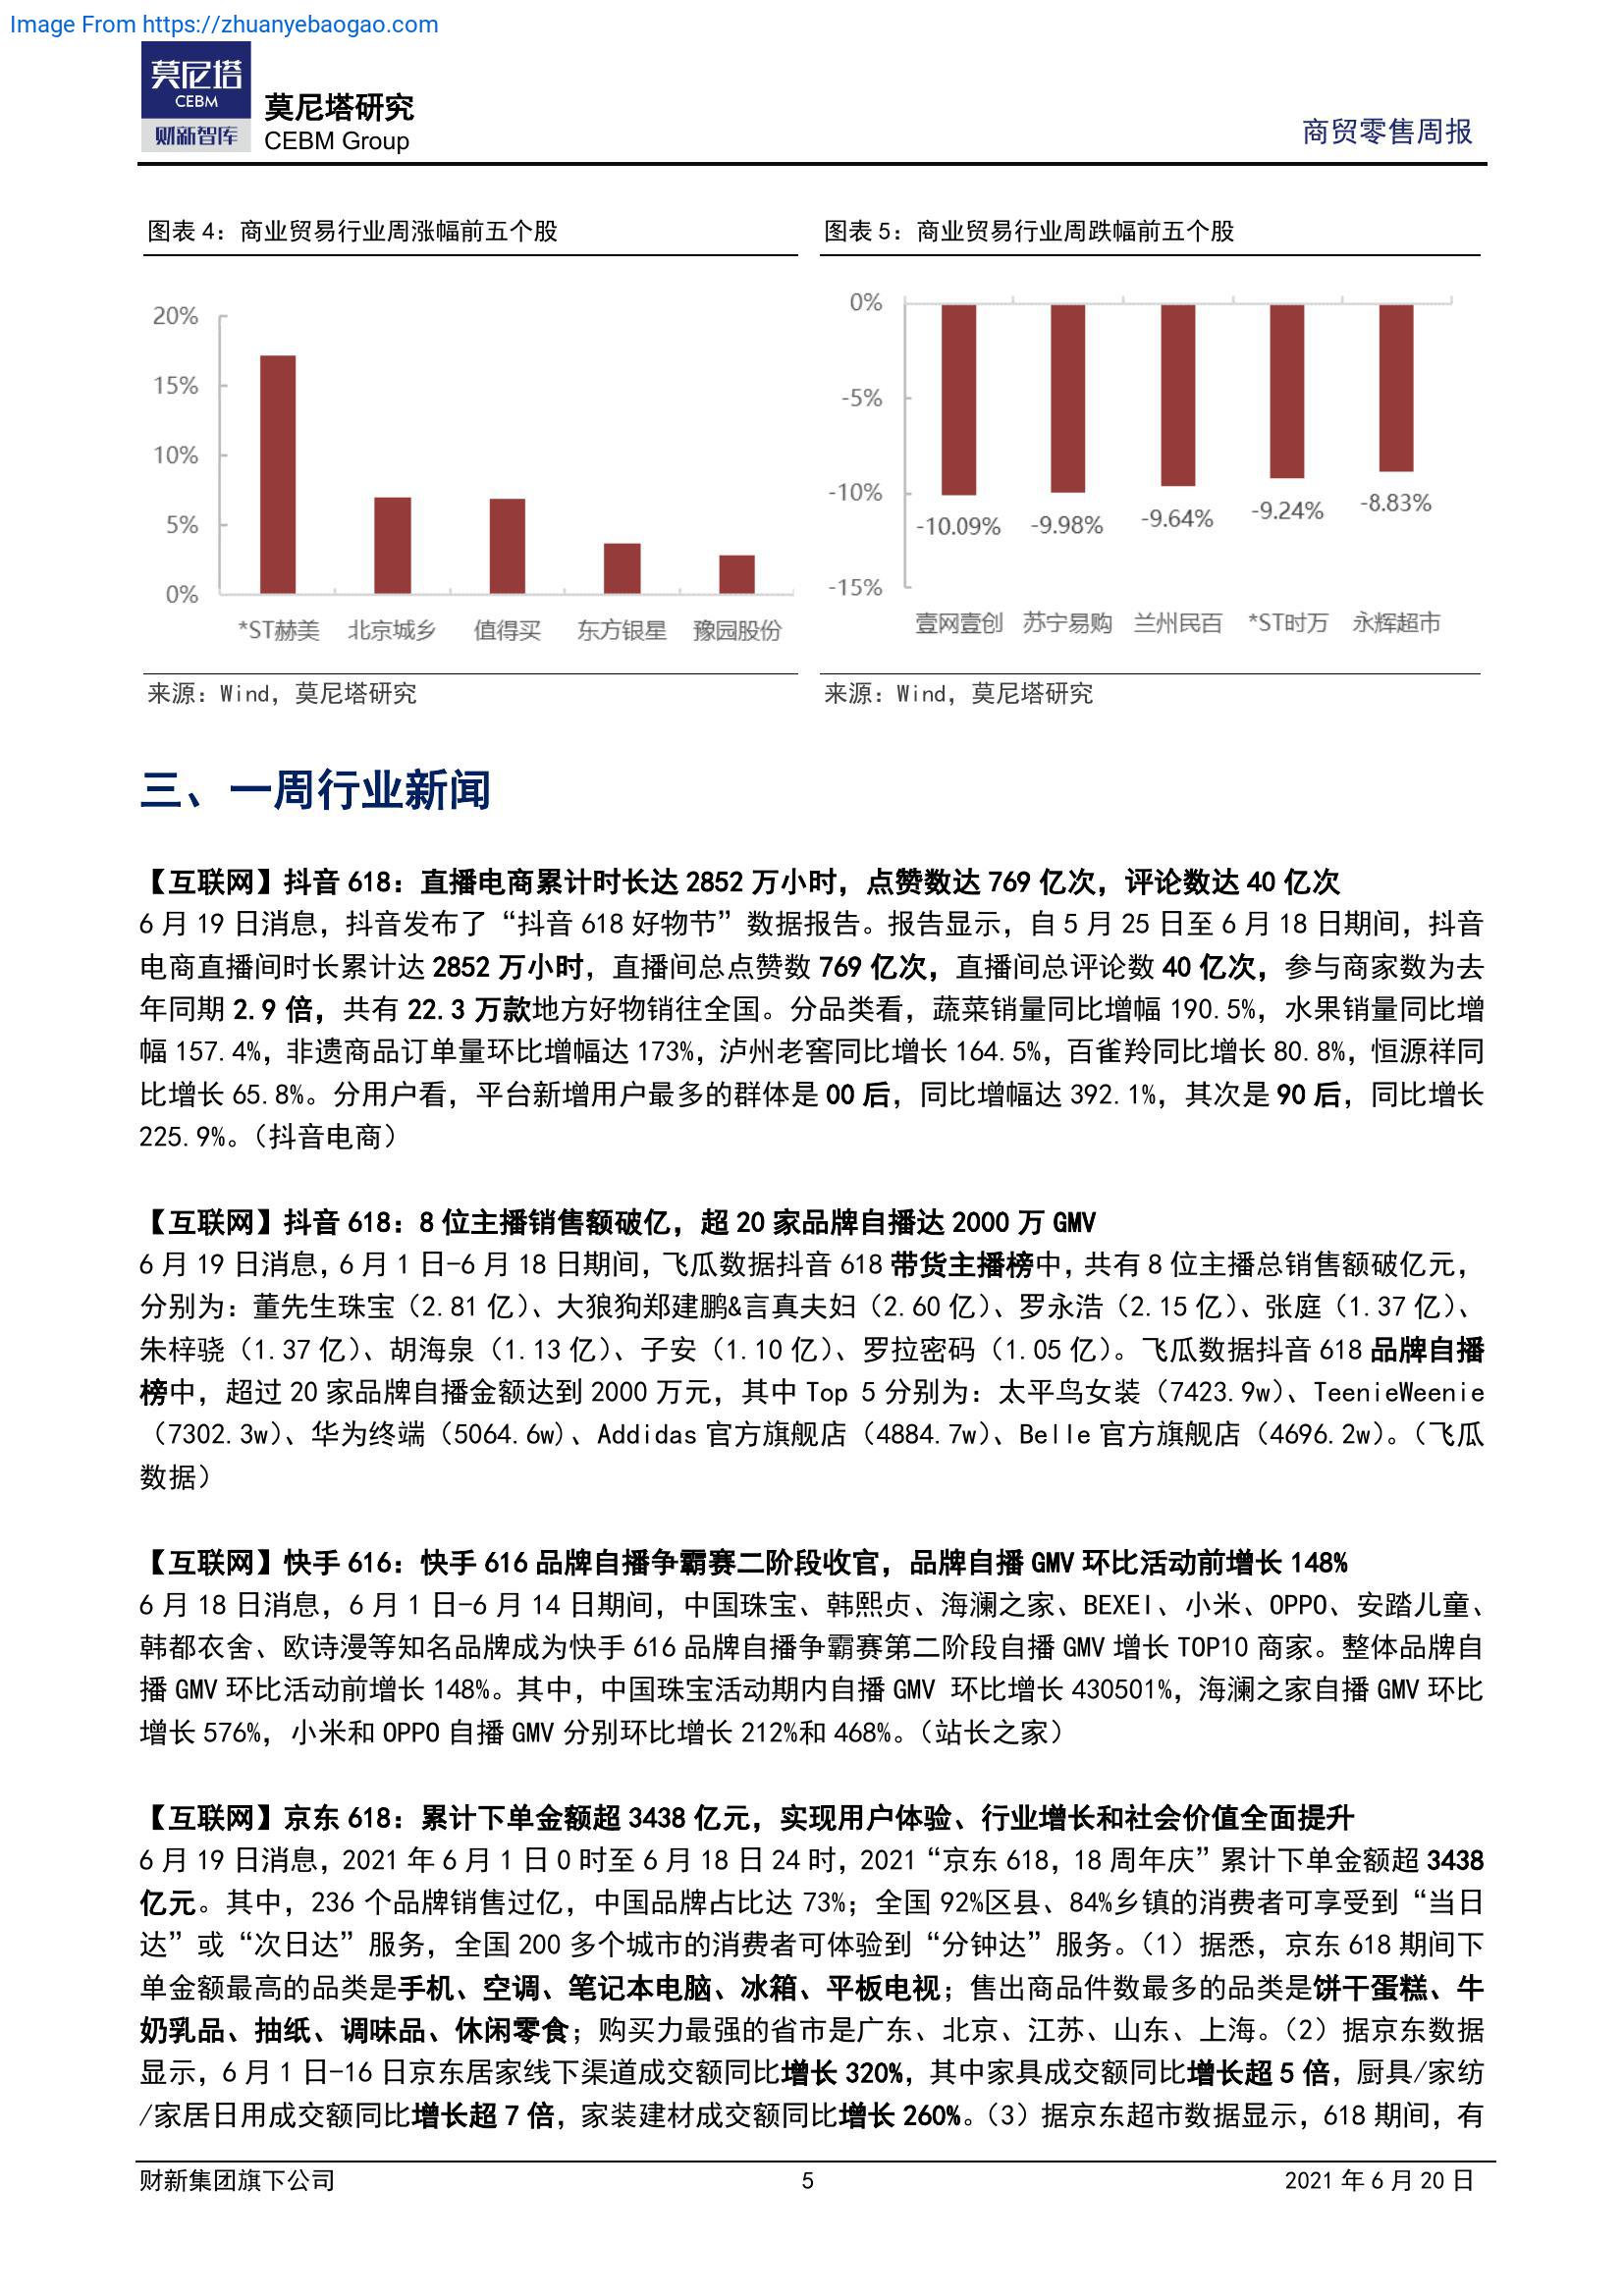 Image From https://zhuanyebaogao.com
莫尼塔
CEBM
财新智库
莫尼塔研究
CEBM Group
商贸零售周报
图表 4：商业贸易行业周涨幅前五个股
20%
15%
10%
5%
0%
*ST赫美 北京城乡 值得买 东方银星 豫园股份
来源：Wind，莫尼塔研究
图表 5：商业贸易行业周跌幅前五个股
0%
-5%
-10%
-15%
-10.09% -9.98% -9.64% -9.24% -8.83%
壹网壹创 苏宁易购 兰州民百 *ST时万 永辉超市
来源：Wind，莫尼塔研究
三、一周行业新闻
【互联网】抖音 618：直播电商累计时长达 2852 万小时，点赞数达 769 亿次，评论数达 40 亿次
6 月 19 日消息，抖音发布了“抖音 618 好物节”数据报告。报告显示，自 5 月 25 日至 6 月 18 日期间，抖音
电商直播间时长累计达 2852 万小时，直播间总点赞数 769 亿次，直播间总评论数 40 亿次，参与商家数为去
年同期 2.9 倍，共有 22.3 万款地方好物销往全国。分品类看，蔬菜销量同比增幅 190.5%，水果销量同比增
幅 157.4%，非遗商品订单量环比增幅达 173%，泸州老窖同比增长 164.5%，百雀羚同比增长 80.8%，恒源祥同
比增长 65.8%。分用户看，平台新增用户最多的群体是 00 后，同比增幅达 392.1%，其次是 90 后，同比增长
225.9%。（抖音电商）
【互联网】抖音 618：8 位主播销售额破亿，超 20 家品牌自播达 2000 万 GMV
6 月 19 日消息，6 月 1 日-6 月 18 日期间，飞瓜数据抖音 618 带货主播榜中，共有 8 位主播总销售额破亿元，
分别为：董先生珠宝（2.81 亿）、大狼狗郑建鹏&言真夫妇（2.60 亿）、罗永浩（2.15 亿）、张庭（1.37 亿）、
朱梓骁（1.37 亿）、胡海泉（1.13 亿）、子安（1.10 亿）、罗拉密码（1.05 亿）。飞瓜数据抖音 618 品牌自播
榜中，超过 20 家品牌自播金额达到 2000 万元，其中 Top 5 分别为：太平鸟女装（7423.9w）、TeenieWeenie
（7302.3w）、华为终端（5064.6w）、Addidas 官方旗舰店（4884.7w）、Belle 官方旗舰店（4696.2w）。（飞瓜
数据）
【互联网】快手 616：快手 616 品牌自播争霸赛二阶段收官，品牌自播 GMV 环比活动前增长 148%
6 月 18 日消息，6 月 1 日-6 月 14 日期间，中国珠宝、韩熙贞、海澜之家、BEXEI、小米、OPPO、安踏儿童、
韩都衣舍、欧诗漫等知名品牌成为快手 616 品牌自播争霸赛第二阶段自播 GMV 增长 TOP10 商家。整体品牌自
播 GMV 环比活动前增长 148%。其中，中国珠宝活动期内自播 GMV 环比增长 430501%，海澜之家自播 GMV 环比
增长 576%，小米和 OPPO 自播 GMV 分别环比增长 212%和 468%。（站长之家）
【互联网】京东 618：累计下单金额超 3438 亿元，实现用户体验、行业增长和社会价值全面提升
6 月 19 日消息，2021 年 6 月 1 日 0 时至 6 月 18 日 24 时，2021“京东 618，18 周年庆”累计下单金额超 3438
亿元。其中，236 个品牌销售过亿，中国品牌占比达 73%；全国 92%区县、84%乡镇的消费者可享受到“当日
达”或“次日达”服务，全国 200 多个城市的消费者可体验到“分钟达”服务。（1）据悉，京东 618 期间下
单金额最高的品类是手机、空调、笔记本电脑、冰箱、平板电视；售出商品件数最多的品类是饼干蛋糕、牛
奶乳品、抽纸、调味品、休闲零食；购买力最强的省市是广东、北京、江苏、山东、上海。（2）据京东数据
显示，6 月 1 日-16 日京东居家线下渠道成交额同比增长 320%，其中家具成交额同比增长超 5 倍，厨具/家纺
/家居日用成交额同比增长超 7 倍，家装建材成交额同比增长 260%。（3）据京东超市数据显示，618 期间，有
财新集团旗下公司
5
2021 年 6 月 20 日